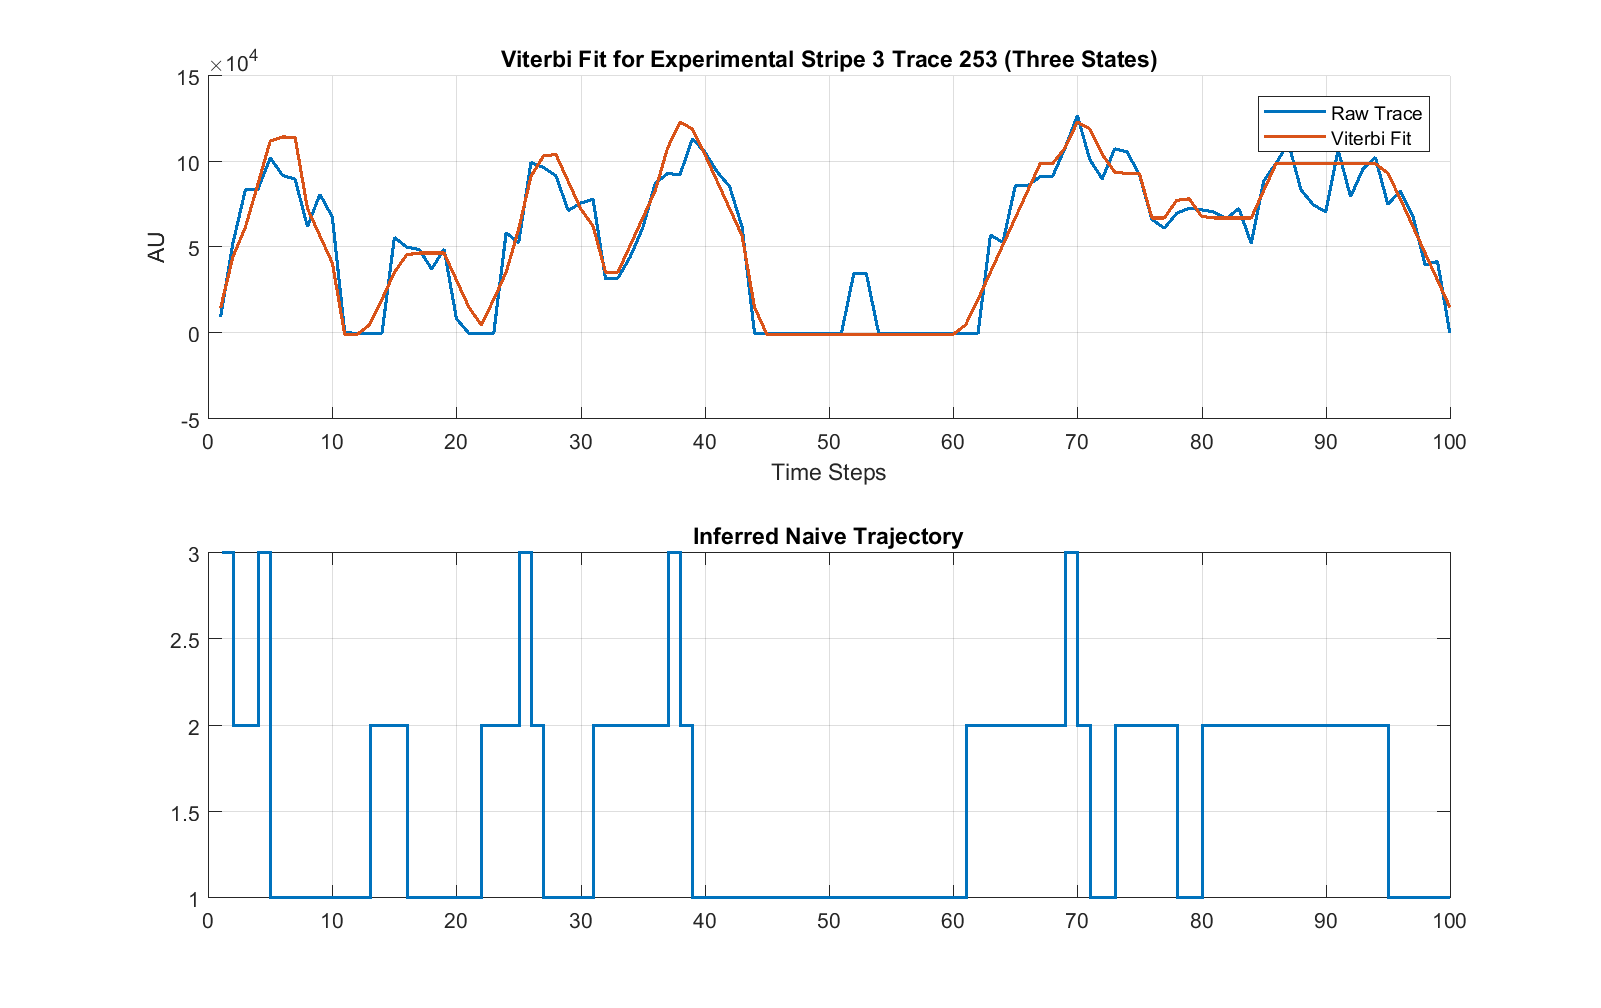 Viterbi Fit for Experimental Stripe 3 Trace 253 (Three States)
×10⁴
15
10
5
0
-5
AU
Raw Trace
Viterbi Fit
0 10 20 30 40 50 60 70 80 90 100
Time Steps
Inferred Naive Trajectory
3
2.5
2
1.5
1
0 10 20 30 40 50 60 70 80 90 100